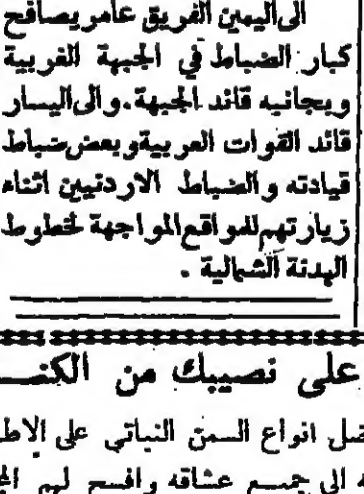 الى اليمين الفريق عامر يصافح
كبار الضباط في الجبهة الغربية
وبجانبه قائد الجبهة. والى اليسار
قائد القوات العربية وبعض ضباط
قيادته والضباط الاردنيين اثناء
زيارتهم للمواقع المواجهة لخطوط
الهدنة الشمالية .
على نصيبك من الكنـ
ضل انواع السمن النباتي على الاط
الى جميع عشاقه وافسح لهم المج